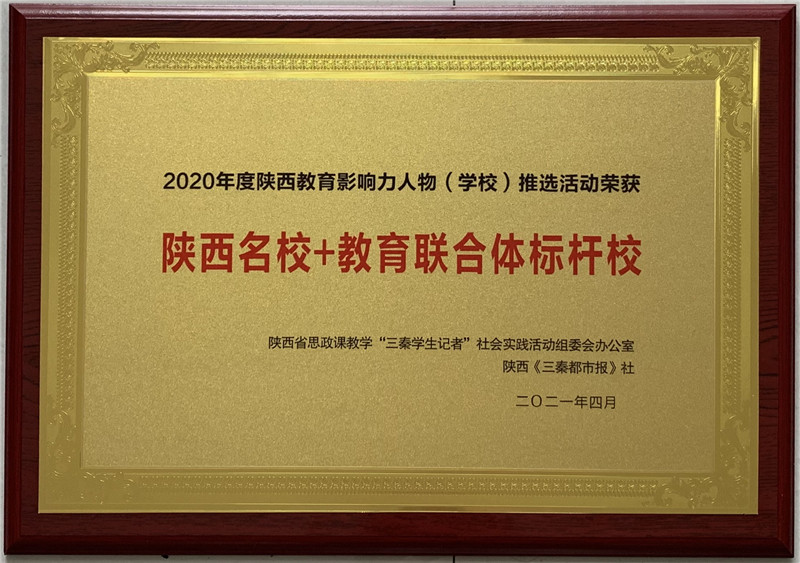 2020年度陕西教育影响力人物（学校）推选活动荣获
陕西名校+教育联合体标杆校
陕西省思政课教学“三秦学生记者”社会实践活动组委会办公室
陕西《三秦都市报》社
二〇二一年四月